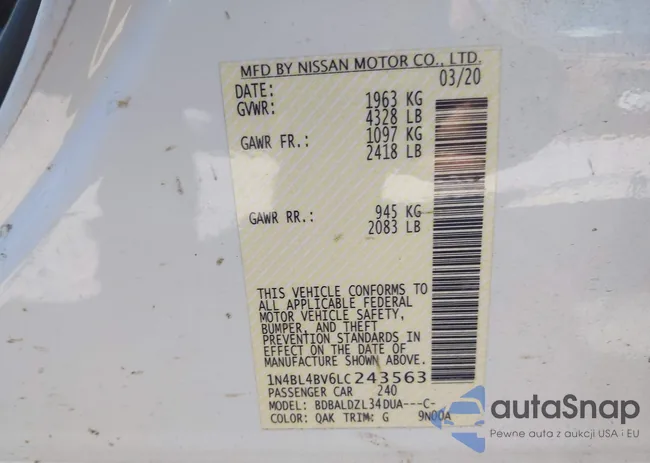 MFD BY NISSAN MOTOR CO., LTD.
DATE: 03/20
GVWR: 1963 KG
4328 LB
GAWR FR.: 1097 KG
2418 LB
GAWR RR.: 945 KG
2083 LB
THIS VEHICLE CONFORMS TO
ALL APPLICABLE FEDERAL
MOTOR VEHICLE SAFETY,
BUMPER, AND THEFT
PREVENTION STANDARDS IN
EFFECT ON THE DATE OF
MANUFACTURE SHOWN ABOVE.
1N4BL4BV6LC243563
PASSENGER CAR 240
MODEL: BDBALDZL34DUA---C-
COLOR: QAK TRIM: G 9N00A
autoSnap
Pewne auta z aukcji USA i EU